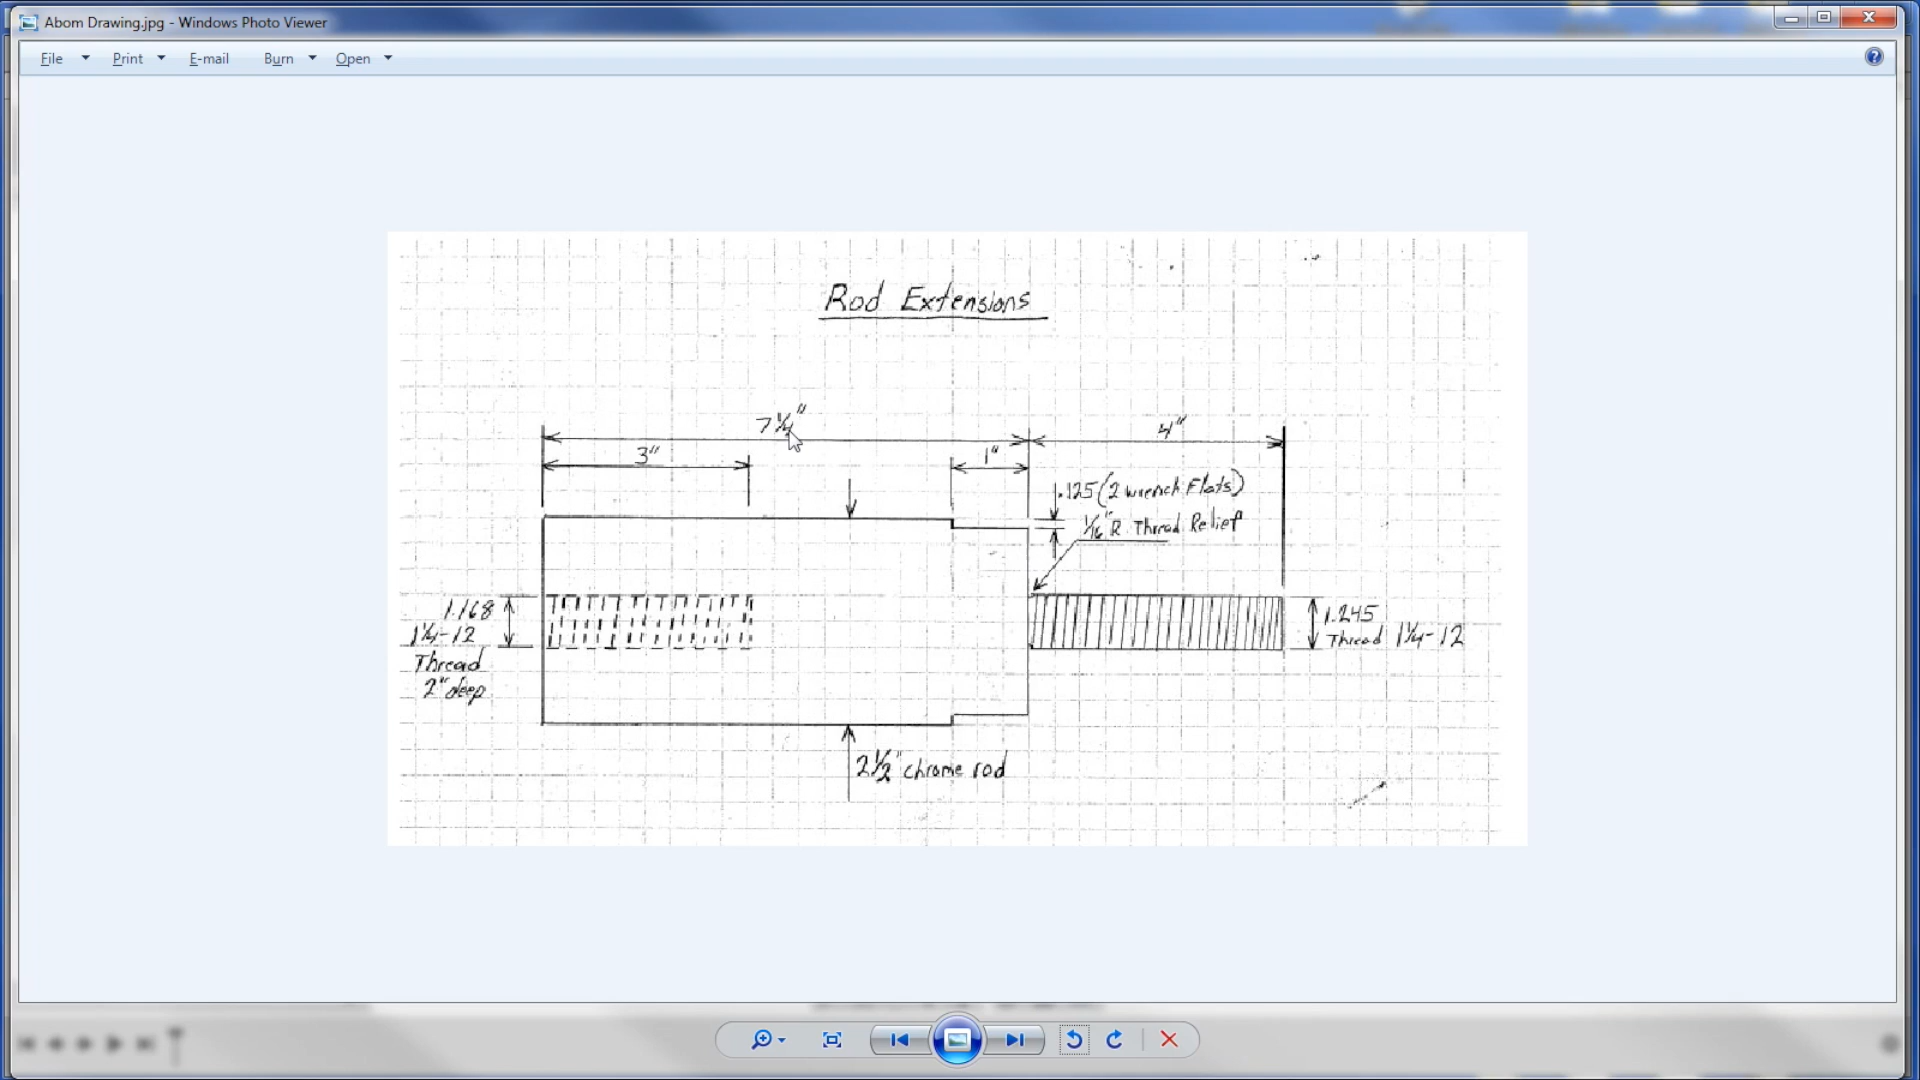 Abom Drawing.jpg - Windows Photo Viewer
File Print E-mail Burn Open
Rod Extensions
7 1/4"
4"
3"
1"
.125 (2 wrench Flats)
1/16" R Thread Relief
1.168
1 1/4-12
Thread
2" deep
1.245
Thread 1 1/4-12
2 1/2" chrome rod